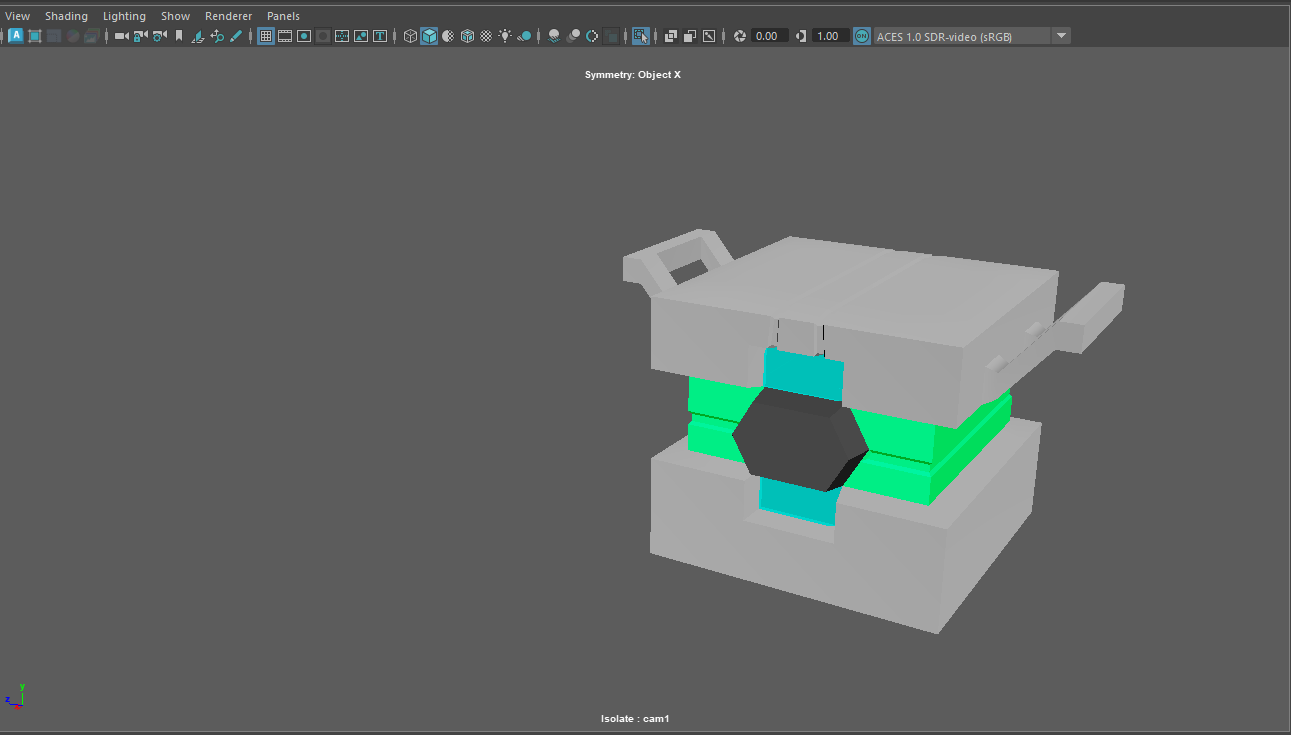 View Shading Lighting Show Renderer Panels
A T 0.00 1.00 ON ACES 1.0 SDR-video (sRGB)
Symmetry: Object X
y
z
Isolate : cam1